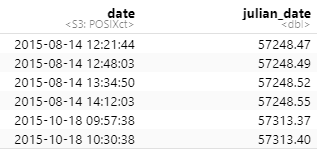 date julian_date
<S3: POSIXct> <dbl>
2015-08-14 12:21:44 57248.47
2015-08-14 12:48:03 57248.49
2015-08-14 13:34:50 57248.52
2015-08-14 14:12:03 57248.55
2015-10-18 09:57:38 57313.37
2015-10-18 10:30:38 57313.40